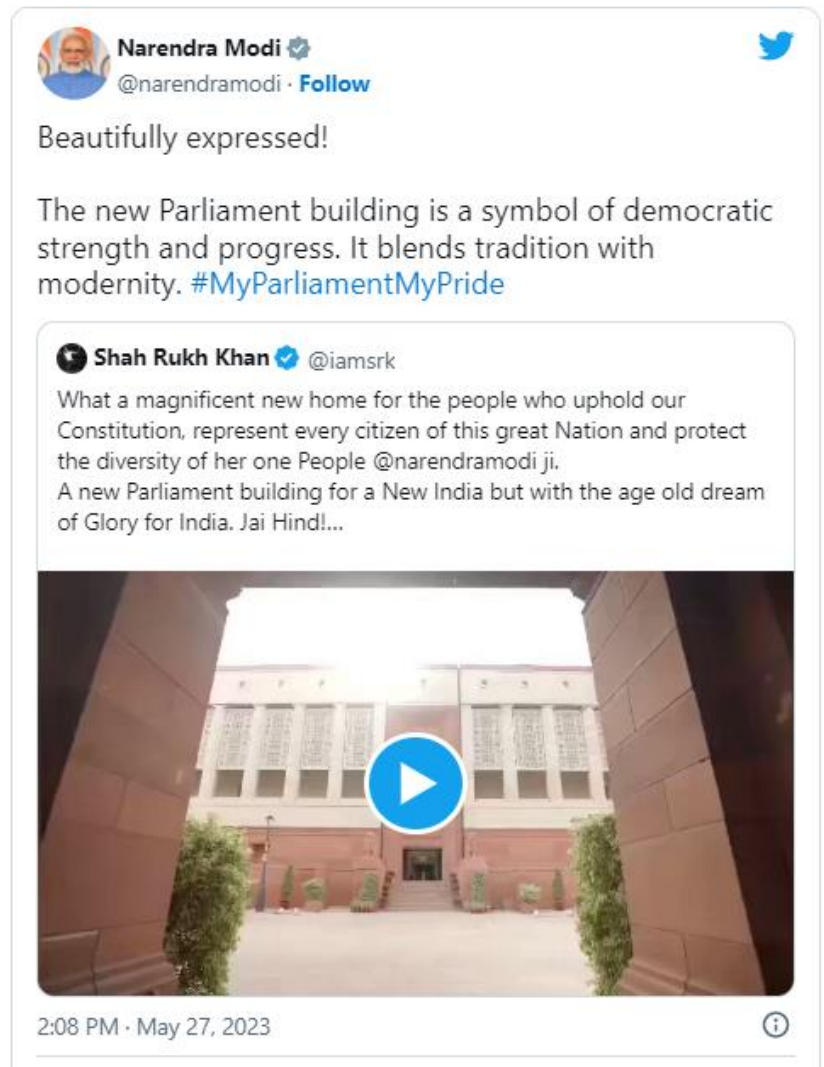 Narendra Modi
@narendramodi · Follow
Beautifully expressed!
The new Parliament building is a symbol of democratic
strength and progress. It blends tradition with
modernity. #MyParliamentMyPride
Shah Rukh Khan @iamsrk
What a magnificent new home for the people who uphold our
Constitution, represent every citizen of this great Nation and protect
the diversity of her one People @narendramodi ji.
A new Parliament building for a New India but with the age old dream
of Glory for India. Jai Hind!...
2:08 PM · May 27, 2023